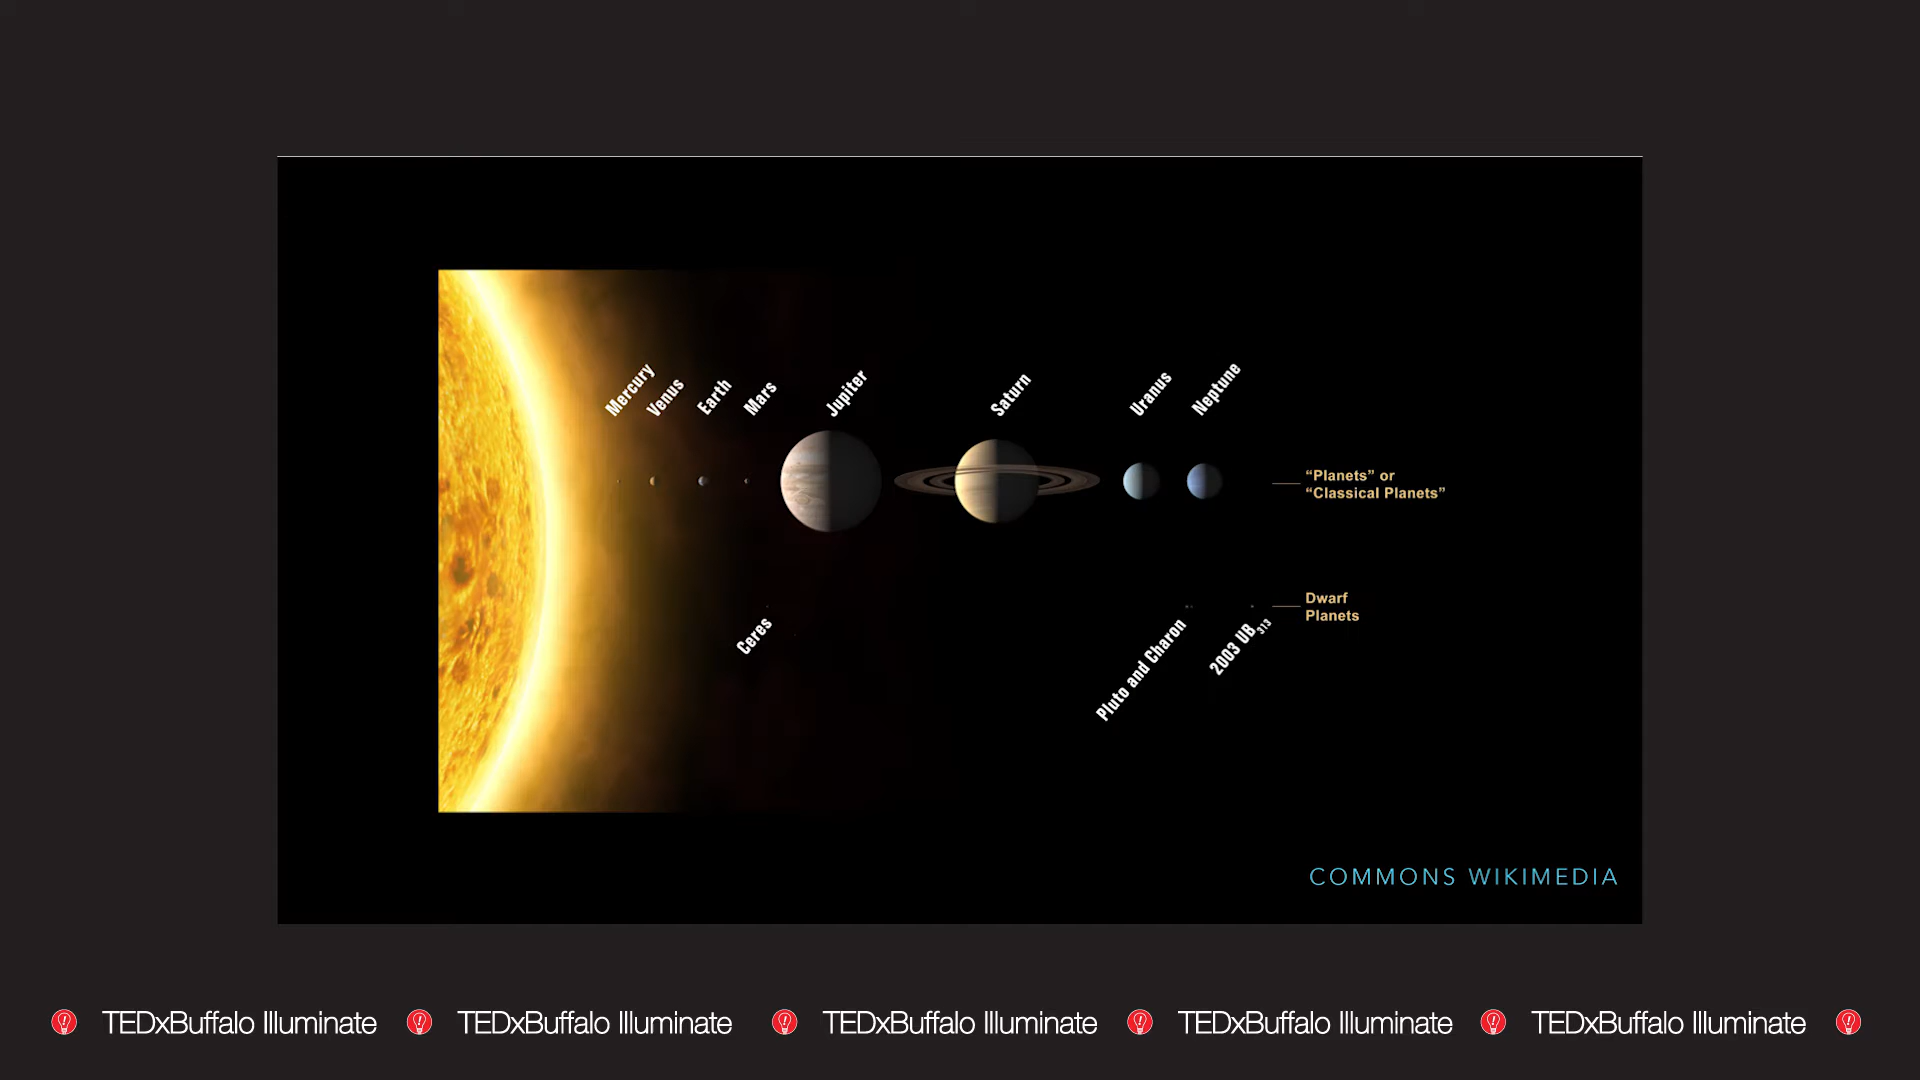 Mercury
Venus
Earth
Mars
Jupiter
Saturn
Uranus
Neptune
“Planets” or
“Classical Planets”
Ceres
Pluto and Charon
2003 UB313
Dwarf
Planets
COMMONS WIKIMEDIA
TEDxBuffalo Illuminate TEDxBuffalo Illuminate TEDxBuffalo Illuminate TEDxBuffalo Illuminate TEDxBuffalo Illuminate